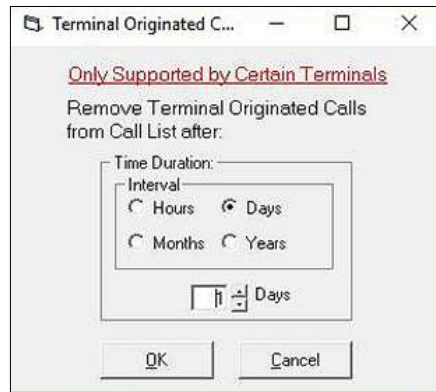 Terminal Originated C...
Only Supported by Certain Terminals
Remove Terminal Originated Calls
from Call List after:
Time Duration:
Interval
Hours Days
Months Years
1 Days
OK Cancel